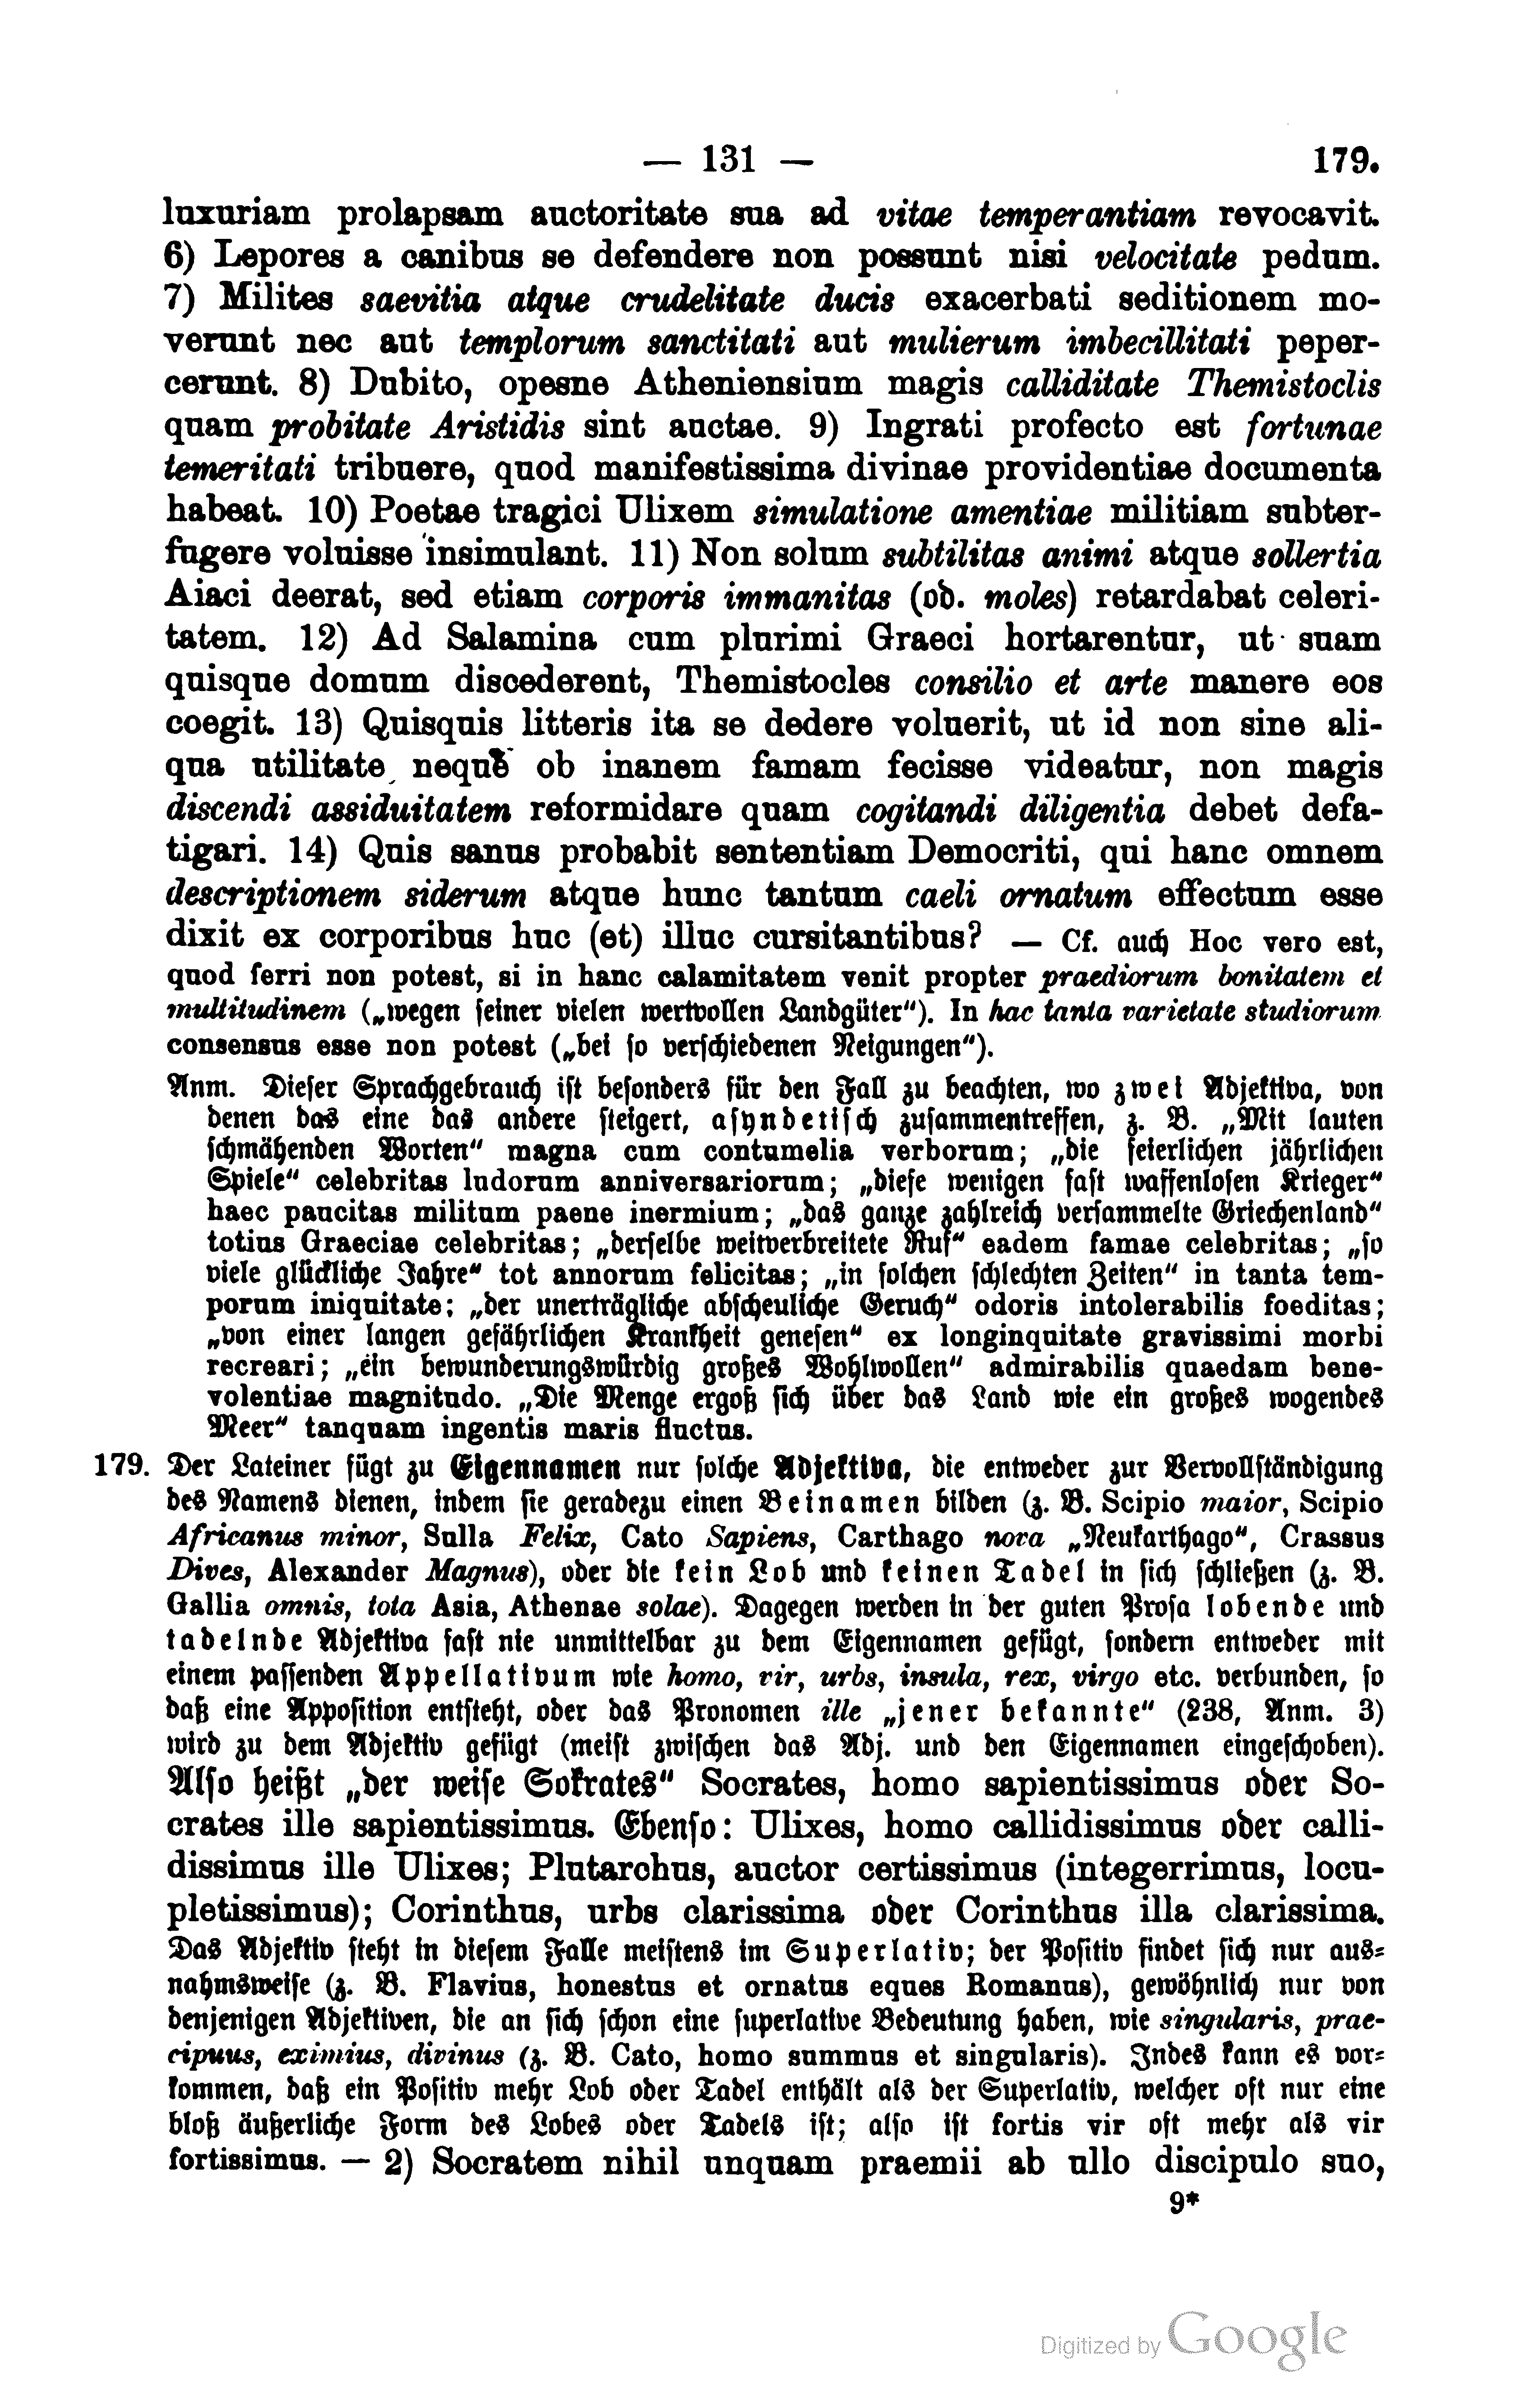 — 131 — 179.
luxuriam prolapsam auctoritate sua ad vitae temperantiam revocavit.
6) Lepores a canibus se defendere non possunt nisi velocitate pedum.
7) Milites saevitia atque crudelitate ducis exacerbati seditionem mo-
verunt nec aut templorum sanctitati aut mulierum imbecillitati peper-
cerunt. 8) Dubito, opesne Atheniensium magis calliditate Themistoclis
quam probitate Aristidis sint auctae. 9) Ingrati profecto est fortunae
temeritati tribuere, quod manifestissima divinae providentiae documenta
habeat. 10) Poetae tragici Ulixem simulatione amentiae militiam subter-
fugere voluisse insimulant. 11) Non solum subtilitas animi atque sollertia
Aiaci deerat, sed etiam corporis immanitas (od. moles) retardabat celeri-
tatem. 12) Ad Salamina cum plurimi Graeci hortarentur, ut suam
quisque domum discederent, Themistocles consilio et arte manere eos
coegit. 13) Quisquis litteris ita se dedere voluerit, ut id non sine ali-
qua utilitate neque ob inanem famam fecisse videatur, non magis
discendi assiduitatem reformidare quam cogitandi diligentia debet defa-
tigari. 14) Quis sanus probabit sententiam Democriti, qui hanc omnem
descriptionem siderum atque hunc tantum caeli ornatum effectum esse
dixit ex corporibus huc (et) illuc cursitantibus? — Cf. auch Hoc vero est,
quod ferri non potest, si in hanc calamitatem venit propter praediorum bonitatem et
multitudinem („wegen seiner vielen wertvollen Landgüter“). In hac tanta varietate studiorum
consensus esse non potest („bei so verschiedenen Neigungen“).
Anm. Dieser Sprachgebrauch ist besonders für den Fall zu beachten, wo zwei Adjektiva, von
denen das eine das andere steigert, asyndetisch zusammentreffen, z. B. „Mit lauten
schmähenden Worten“ magna cum contumelia verborum; „die feierlichen jährlichen
Spiele“ celebritas ludorum anniversariorum; „diese wenigen fast waffenlosen Krieger“
haec paucitas militum paene inermium; „das ganze zahlreich versammelte Griechenland“
totius Graeciae celebritas; „derselbe weitverbreitete Ruf“ eadem famae celebritas; „so
viele glückliche Jahre“ tot annorum felicitas; „in solchen schlechten Zeiten“ in tanta tem-
porum iniquitate; „der unerträgliche abscheuliche Geruch“ odoris intolerabilis foeditas;
„von einer langen gefährlichen Krankheit genesen“ ex longinquitate gravissimi morbi
recreari; „ein bewunderungswürdig großes Wohlwollen“ admirabilis quaedam bene-
volentiae magnitudo. „Die Menge ergoß sich über das Land wie ein großes wogendes
Meer“ tanquam ingentis maris fluctus.
179. Der Lateiner fügt zu Eigennamen nur solche Adjektiva, die entweder zur Vervollständigung
des Namens dienen, indem sie geradezu einen Beinamen bilden (z. B. Scipio maior, Scipio
Africanus minor, Sulla Felix, Cato Sapiens, Carthago nova „Neukarthago“, Crassus
Dives, Alexander Magnus), oder die kein Lob und keinen Tadel in sich schließen (z. B.
Gallia omnis, tota Asia, Athenae solae). Dagegen werden in der guten Prosa lobende und
tadelnde Adjektiva fast nie unmittelbar zu dem Eigennamen gefügt, sondern entweder mit
einem passenden Appellativum wie homo, vir, urbs, insula, rex, virgo etc. verbunden, so
daß eine Apposition entsteht, oder das Pronomen ille „jener bekannte“ (238, Anm. 3)
wird zu dem Adjektiv gefügt (meist zwischen das Adj. und den Eigennamen eingeschoben).
Also heißt „der weise Sokrates“ Socrates, homo sapientissimus oder So-
crates ille sapientissimus. Ebenso: Ulixes, homo callidissimus oder calli-
dissimus ille Ulixes; Plutarchus, auctor certissimus (integerrimus, locu-
pletissimus); Corinthus, urbs clarissima oder Corinthus illa clarissima.
Das Adjektiv steht in diesem Falle meistens im Superlativ; der Positiv findet sich nur aus-
nahmsweise (z. B. Flavius, honestus et ornatus eques Romanus), gewöhnlich nur von
denjenigen Adjektiven, die an sich schon eine superlative Bedeutung haben, wie singularis, prae-
cipuus, eximius, divinus (z. B. Cato, homo summus et singularis). Indes kann es vor-
kommen, daß ein Positiv mehr Lob oder Tadel enthält als der Superlativ, welcher oft nur eine
bloß äußerliche Form des Lobes oder Tadels ist; also ist fortis vir oft mehr als vir
fortissimus. — 2) Socratem nihil unquam praemii ab ullo discipulo suo,
9*
Digitized by Google